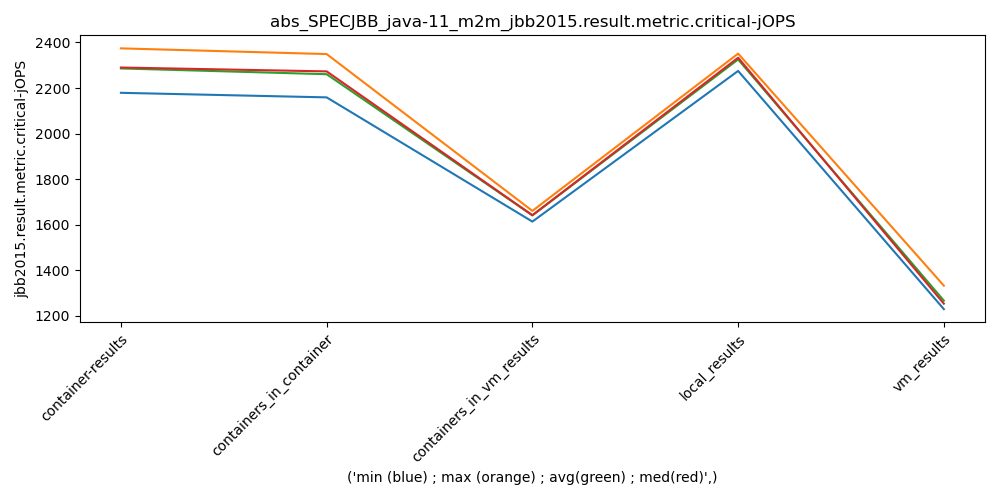 abs_SPECJBB_java-11_m2m_jbb2015.result.metric.critical-jOPS
jbb2015.result.metric.critical-jOPS
2400
2200
2000
1800
1600
1400
1200
container-results
containers_in_container
containers_in_vm_results
local_results
vm_results
('min (blue) ; max (orange) ; avg(green) ; med(red)',)